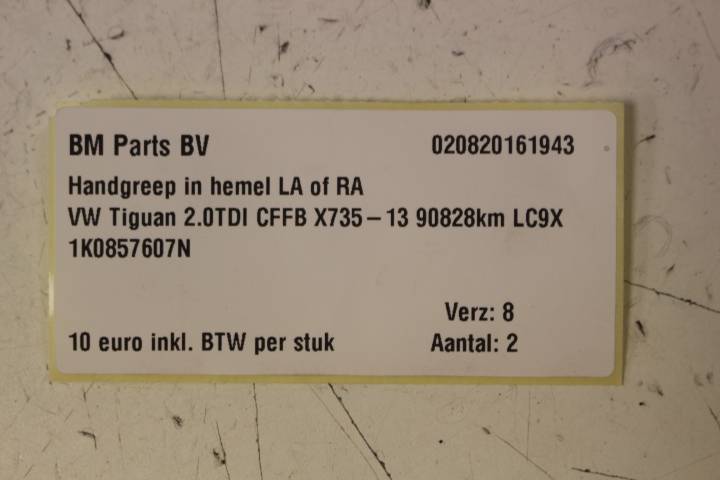 BM Parts BV 020820161943
Handgreep in hemel LA of RA
VW Tiguan 2.0TDI CFFB X735-13 90828km LC9X
1K0857607N
Verz: 8
10 euro inkl. BTW per stuk Aantal: 2